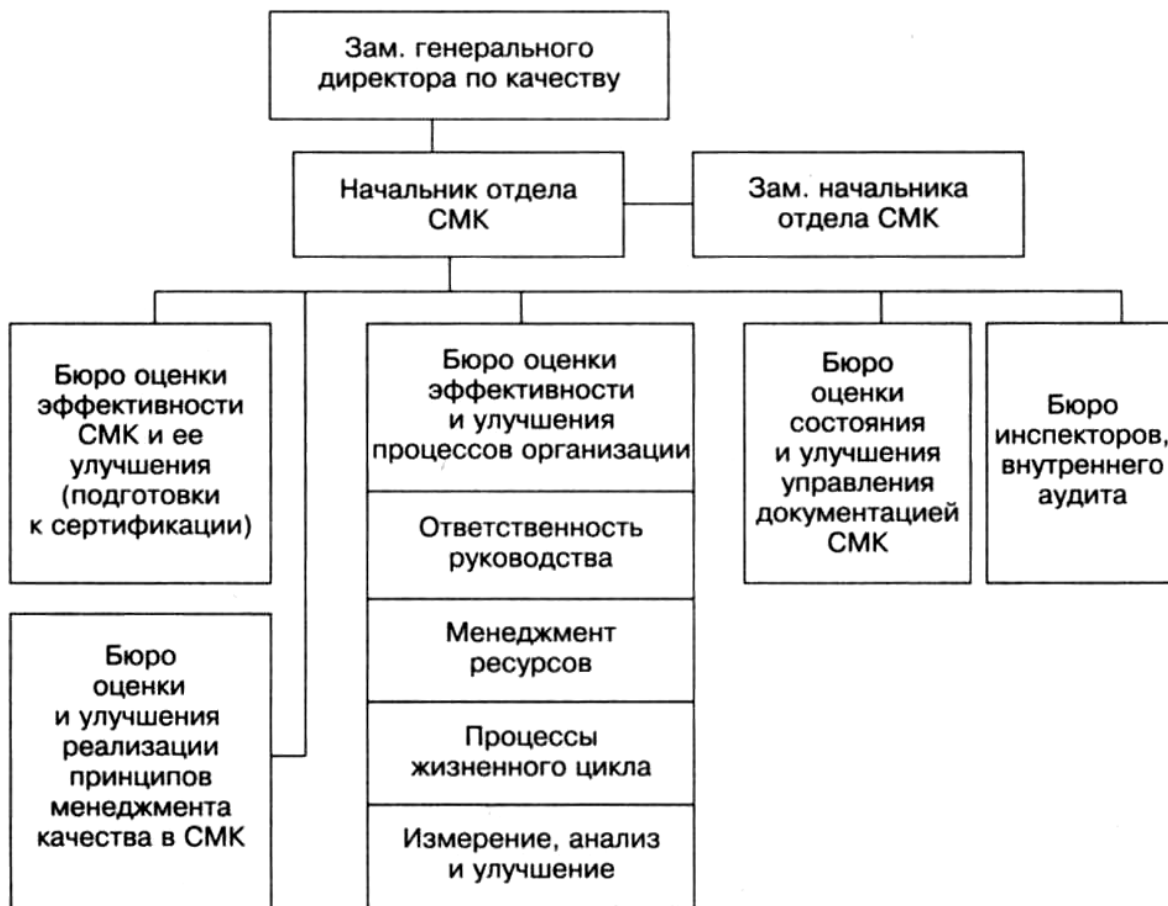 Зам. генерального
директора по качеству
Начальник отдела
СМК
Зам. начальника
отдела СМК
Бюро оценки
эффективности
СМК и ее
улучшения
(подготовки
к сертификации)
Бюро
оценки
и улучшения
реализации
принципов
менеджмента
качества в СМК
Бюро оценки
эффективности
и улучшения
процессов организации
Ответственность
руководства
Менеджмент
ресурсов
Процессы
жизненного цикла
Измерение, анализ
и улучшение
Бюро
оценки
состояния
и улучшения
управления
документацией
СМК
Бюро
инспекторов,
внутреннего
аудита